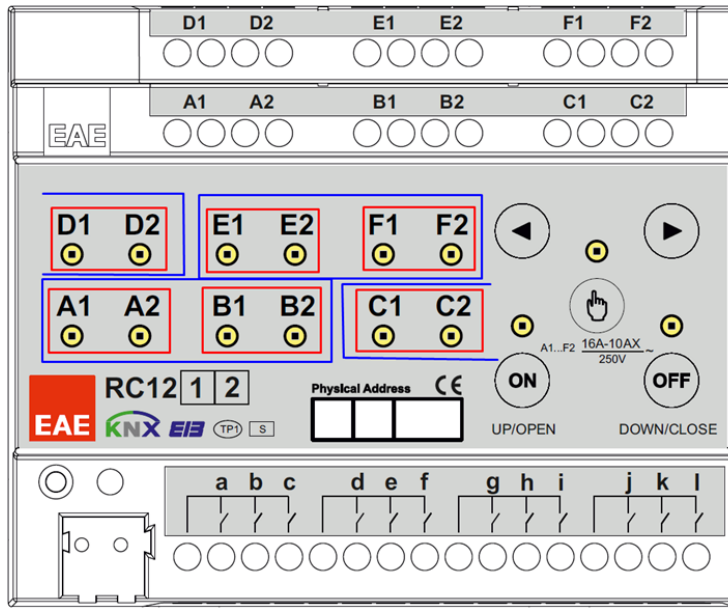 D1 D2 E1 E2 F1 F2
A1 A2 B1 B2 C1 C2
EAE
D1 D2 E1 E2 F1 F2
A1 A2 B1 B2 C1 C2
A1...F2 16A-10AX ~
250V
RC12 1 2
Physical Address CE
ON OFF
EAE KNX EIB TP1 S
UP/OPEN DOWN/CLOSE
a b c d e f g h i j k l